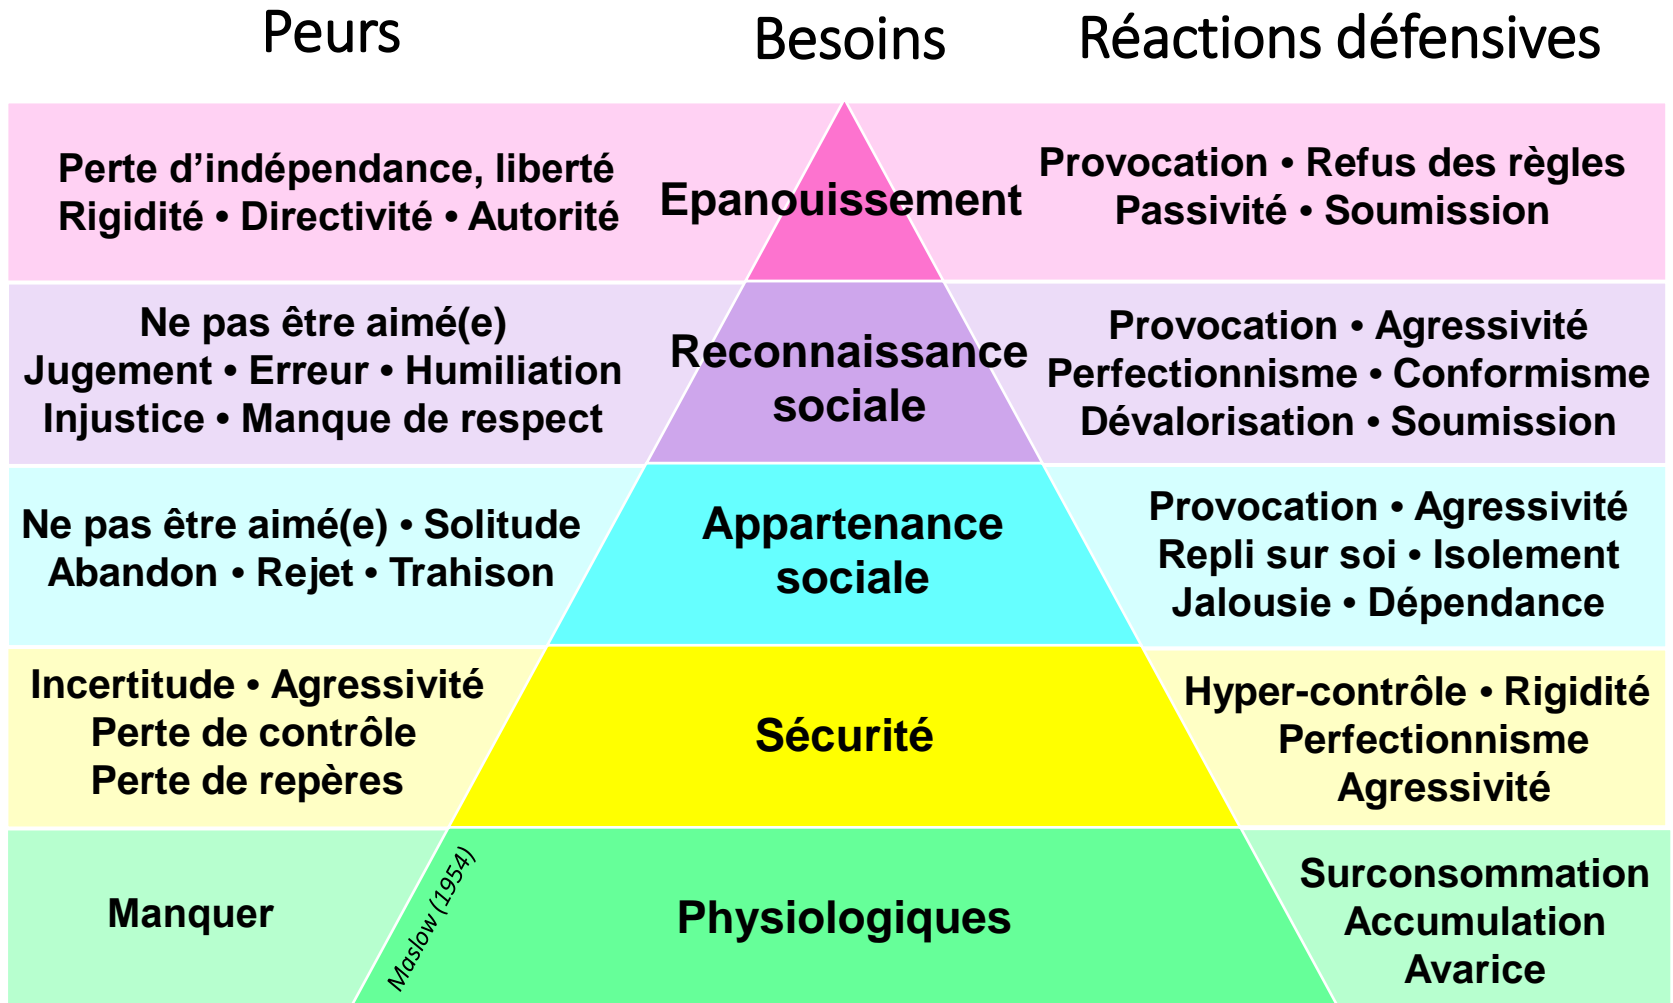 Peurs
Besoins
Réactions défensives
Perte d’indépendance, liberté
Rigidité • Directivité • Autorité
Epanouissement
Provocation • Refus des règles
Passivité • Soumission
Ne pas être aimé(e)
Jugement • Erreur • Humiliation
Injustice • Manque de respect
Reconnaissance
sociale
Provocation • Agressivité
Perfectionnisme • Conformisme
Dévalorisation • Soumission
Ne pas être aimé(e) • Solitude
Abandon • Rejet • Trahison
Appartenance
sociale
Provocation • Agressivité
Repli sur soi • Isolement
Jalousie • Dépendance
Incertitude • Agressivité
Perte de contrôle
Perte de repères
Sécurité
Hyper-contrôle • Rigidité
Perfectionnisme
Agressivité
Manquer
Maslow (1954)
Physiologiques
Surconsommation
Accumulation
Avarice